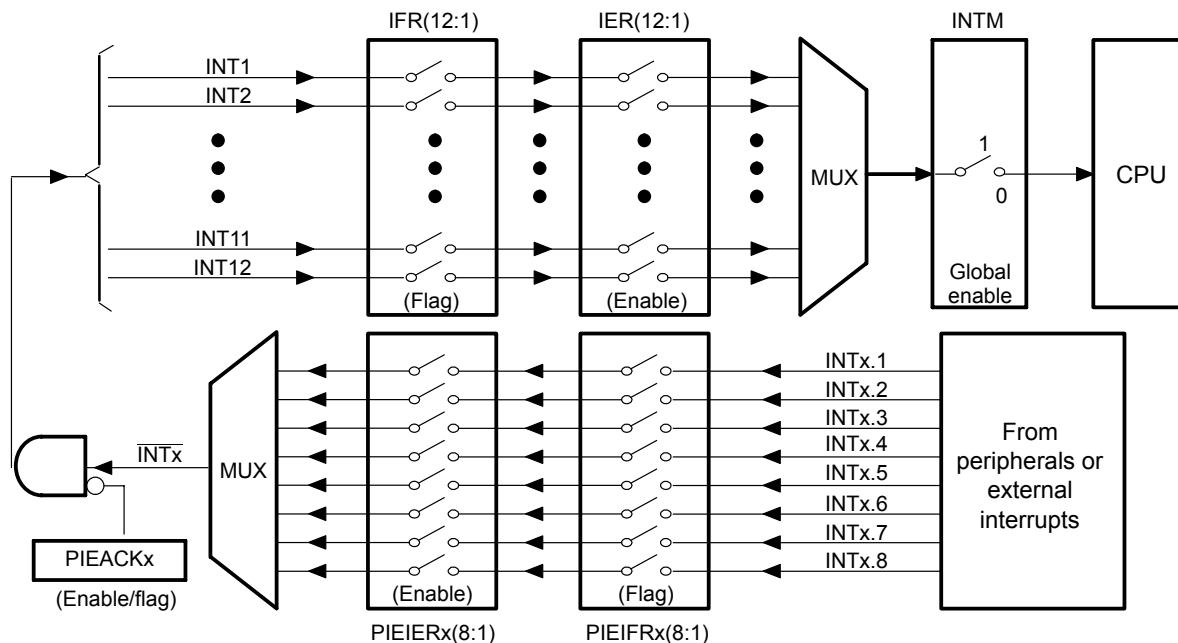 IFR(12:1)
IER(12:1)
INTM
INT1
INT2
1
MUX
CPU
0
INT11
INT12
Global
enable
(Flag)
(Enable)
INTx.1
INTx.2
INTx.3
INTx.4
INTx.5
INTx.6
INTx.7
INTx.8
From
peripherals or
external
interrupts
INTx
MUX
PIEACKx
(Enable/flag)
(Enable)
(Flag)
PIEIERx(8:1)
PIEIFRx(8:1)